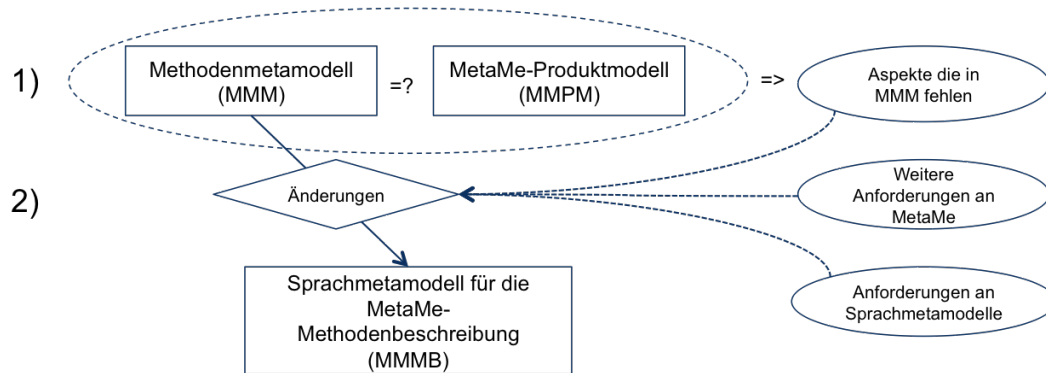 1)
Methodenmetamodell
(MMM)
=?
MetaMe-Produktmodell
(MMPM)
=>
Aspekte die in
MMM fehlen
2)
Änderungen
Weitere
Anforderungen an
MetaMe
Sprachmetamodell für die
MetaMe-
Methodenbeschreibung
(MMMB)
Anforderungen an
Sprachmetamodelle